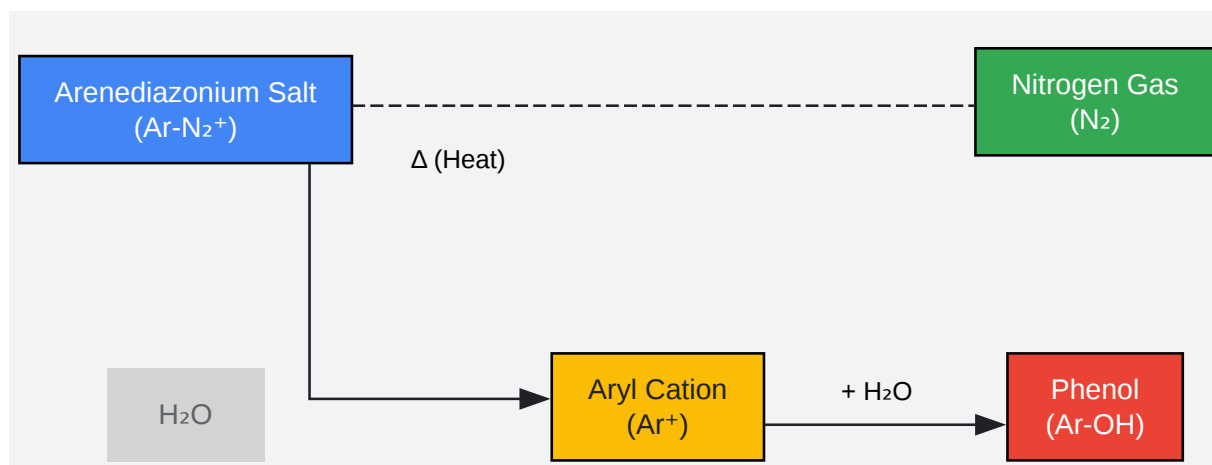 Arenediazonium Salt
(Ar-N₂⁺)
Nitrogen Gas
(N₂)
Δ (Heat)
H₂O
Aryl Cation
(Ar⁺)
+ H₂O
Phenol
(Ar-OH)